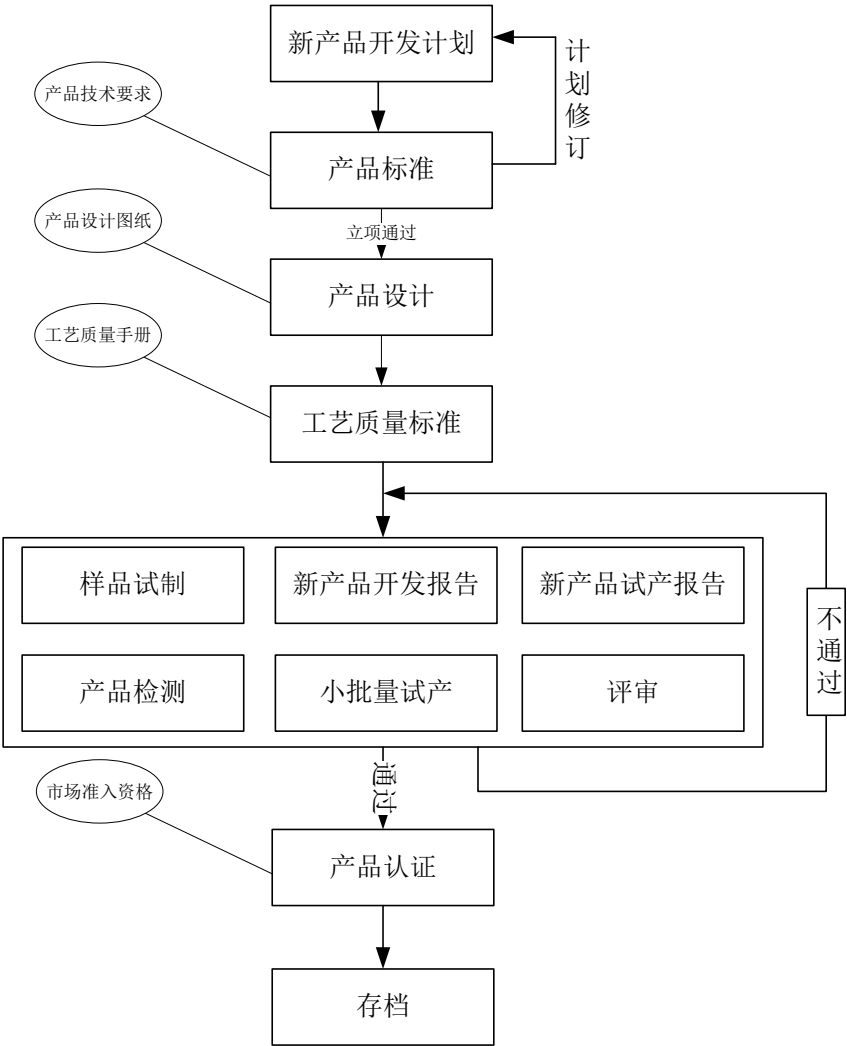 新产品开发计划
计划修订
产品技术要求
产品标准
产品设计图纸
立项通过
产品设计
工艺质量手册
工艺质量标准
样品试制
新产品开发报告
新产品试产报告
不通过
产品检测
小批量试产
评审
通过
市场准入资格
产品认证
存档